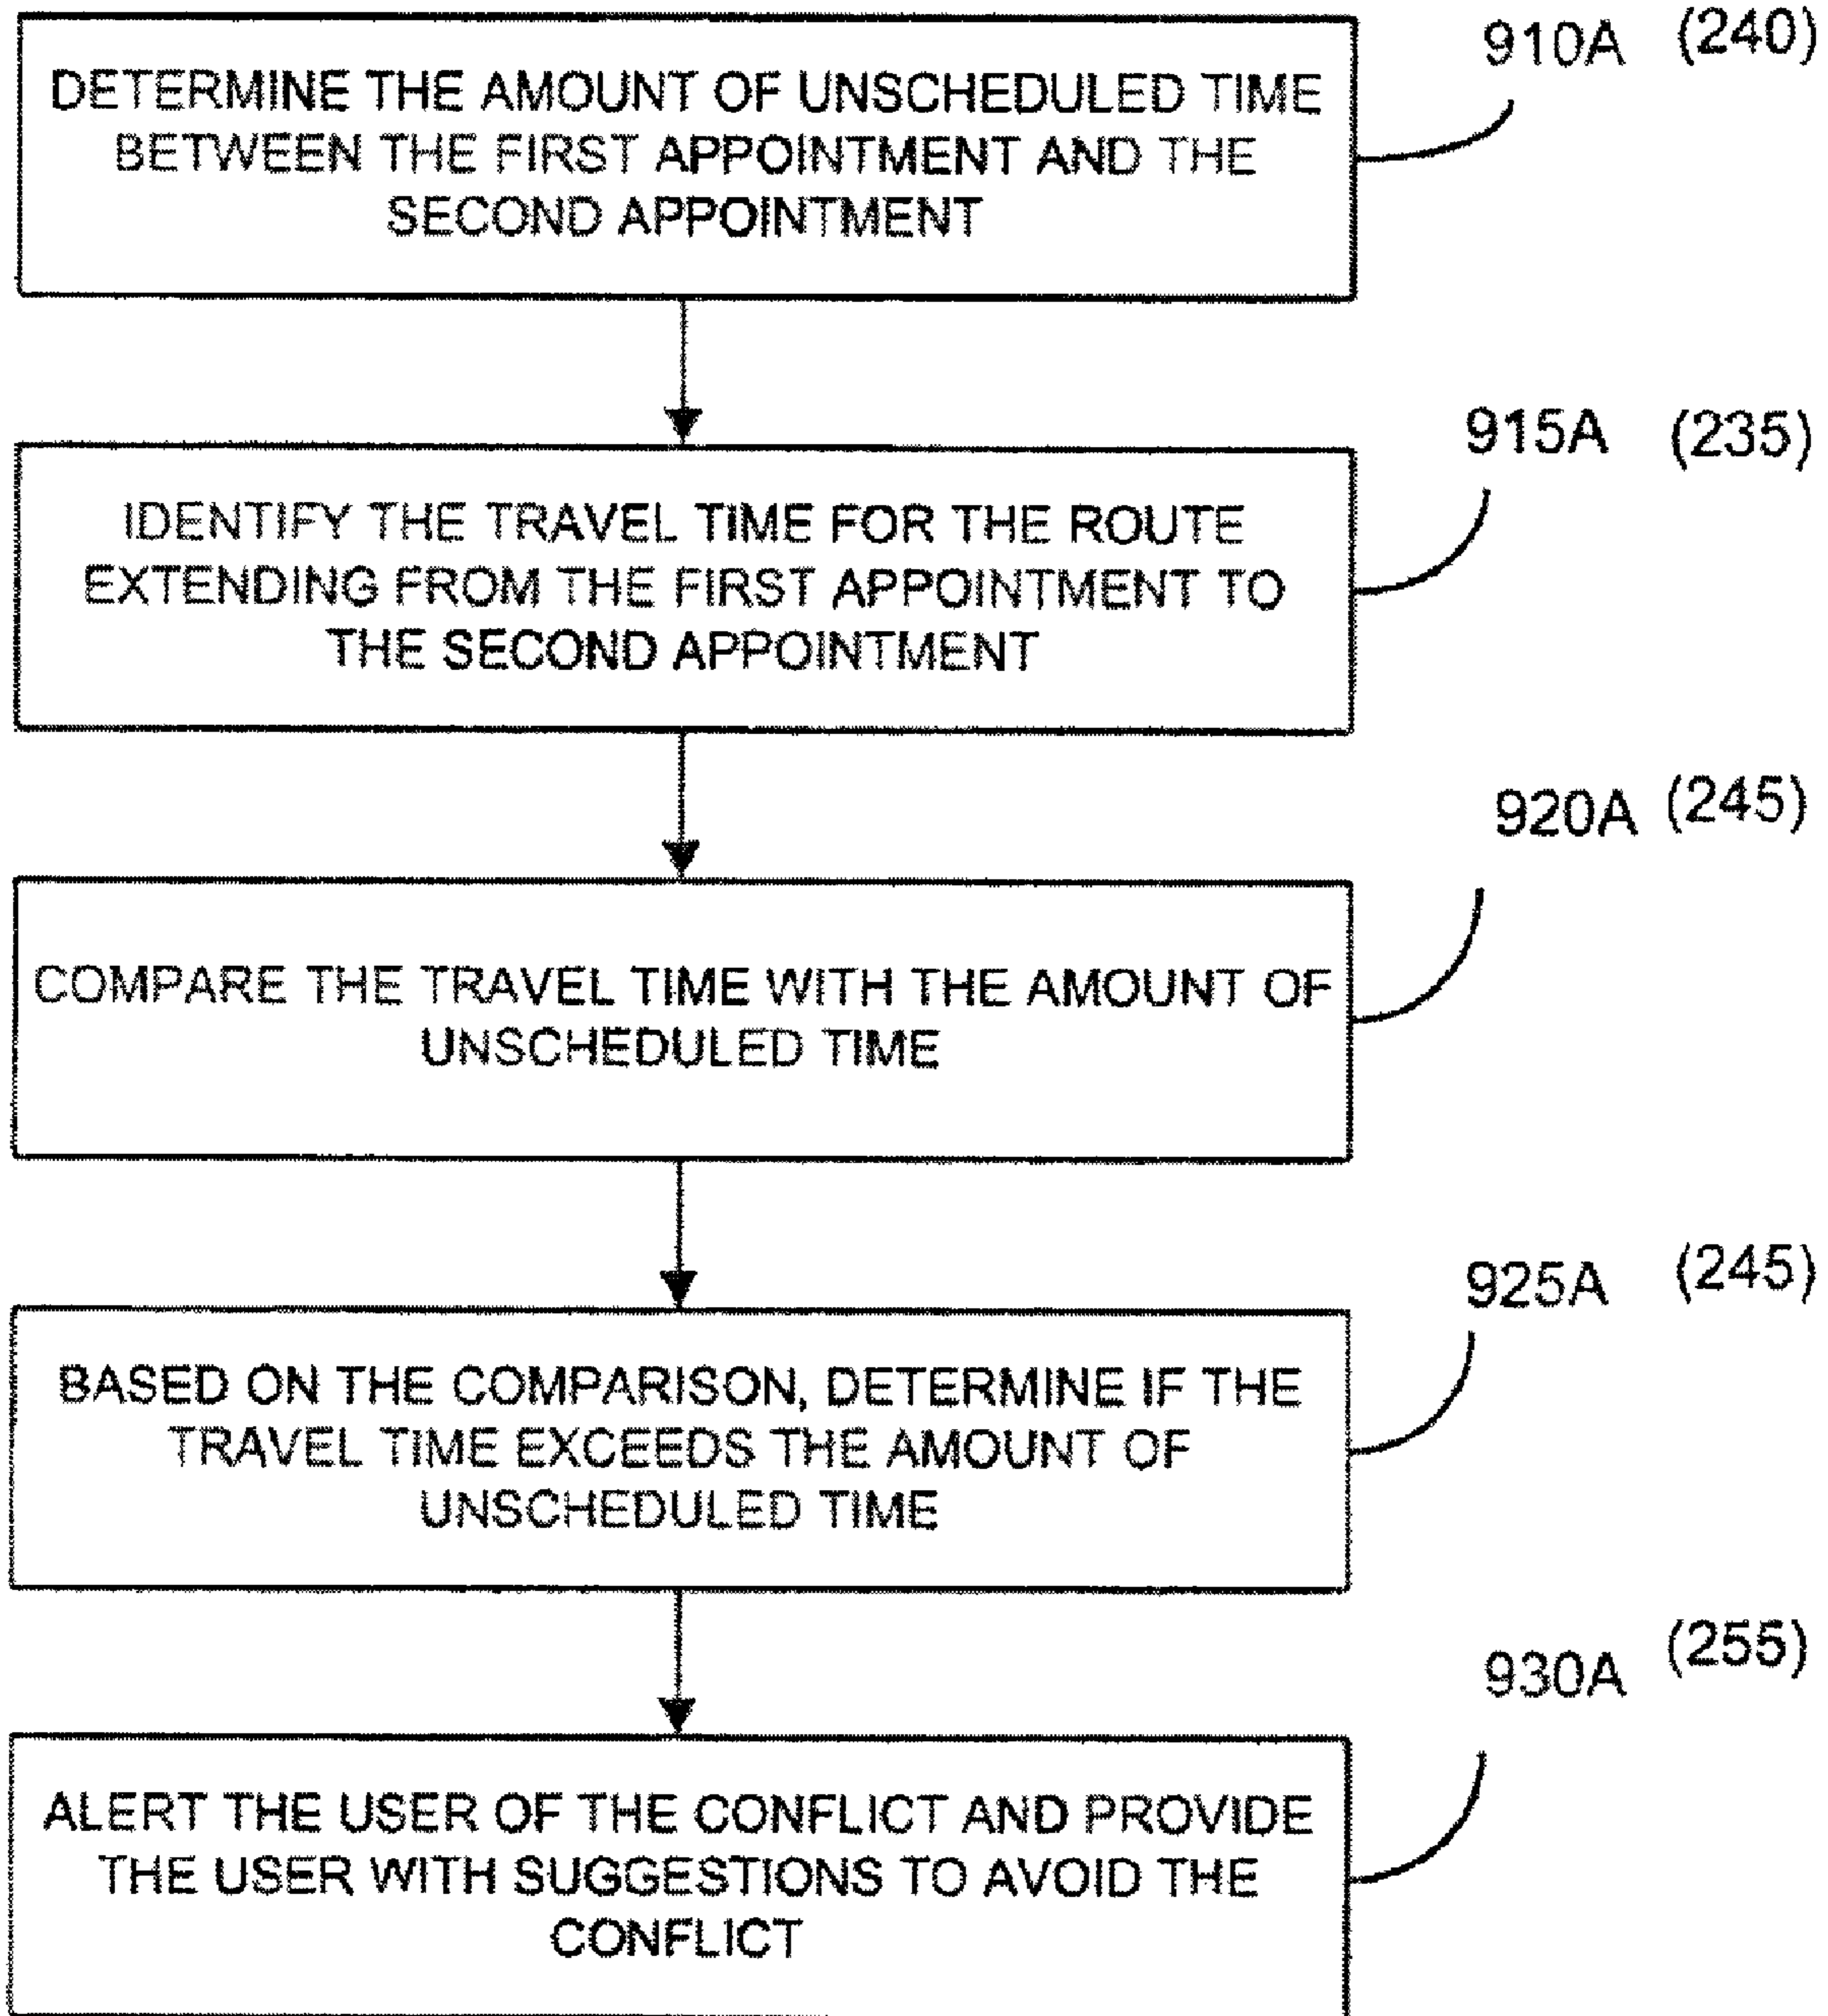 910A (240)
DETERMINE THE AMOUNT OF UNSCHEDULED TIME
BETWEEN THE FIRST APPOINTMENT AND THE
SECOND APPOINTMENT
915A (235)
IDENTIFY THE TRAVEL TIME FOR THE ROUTE
EXTENDING FROM THE FIRST APPOINTMENT TO
THE SECOND APPOINTMENT
920A (245)
COMPARE THE TRAVEL TIME WITH THE AMOUNT OF
UNSCHEDULED TIME
925A (245)
BASED ON THE COMPARISON, DETERMINE IF THE
TRAVEL TIME EXCEEDS THE AMOUNT OF
UNSCHEDULED TIME
930A (255)
ALERT THE USER OF THE CONFLICT AND PROVIDE
THE USER WITH SUGGESTIONS TO AVOID THE
CONFLICT